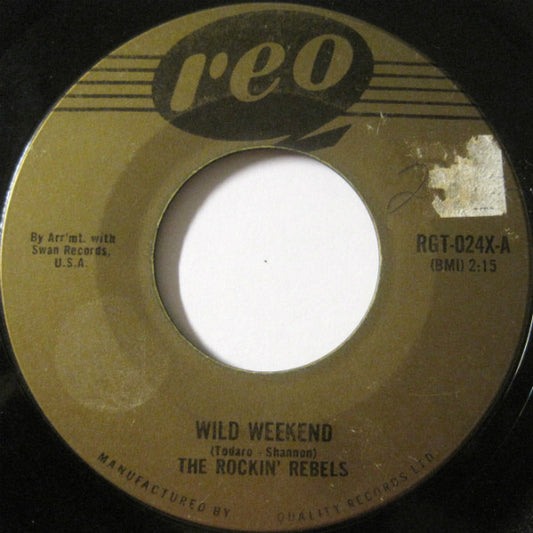 reo
By Arr'mt. with
Swan Records,
U.S.A.
2
RGT-024X-A
(BMI) 2:15
WILD WEEKEND
(Todaro - Shannon)
THE ROCKIN' REBELS
MANUFACTURED BY QUALITY RECORDS LTD.